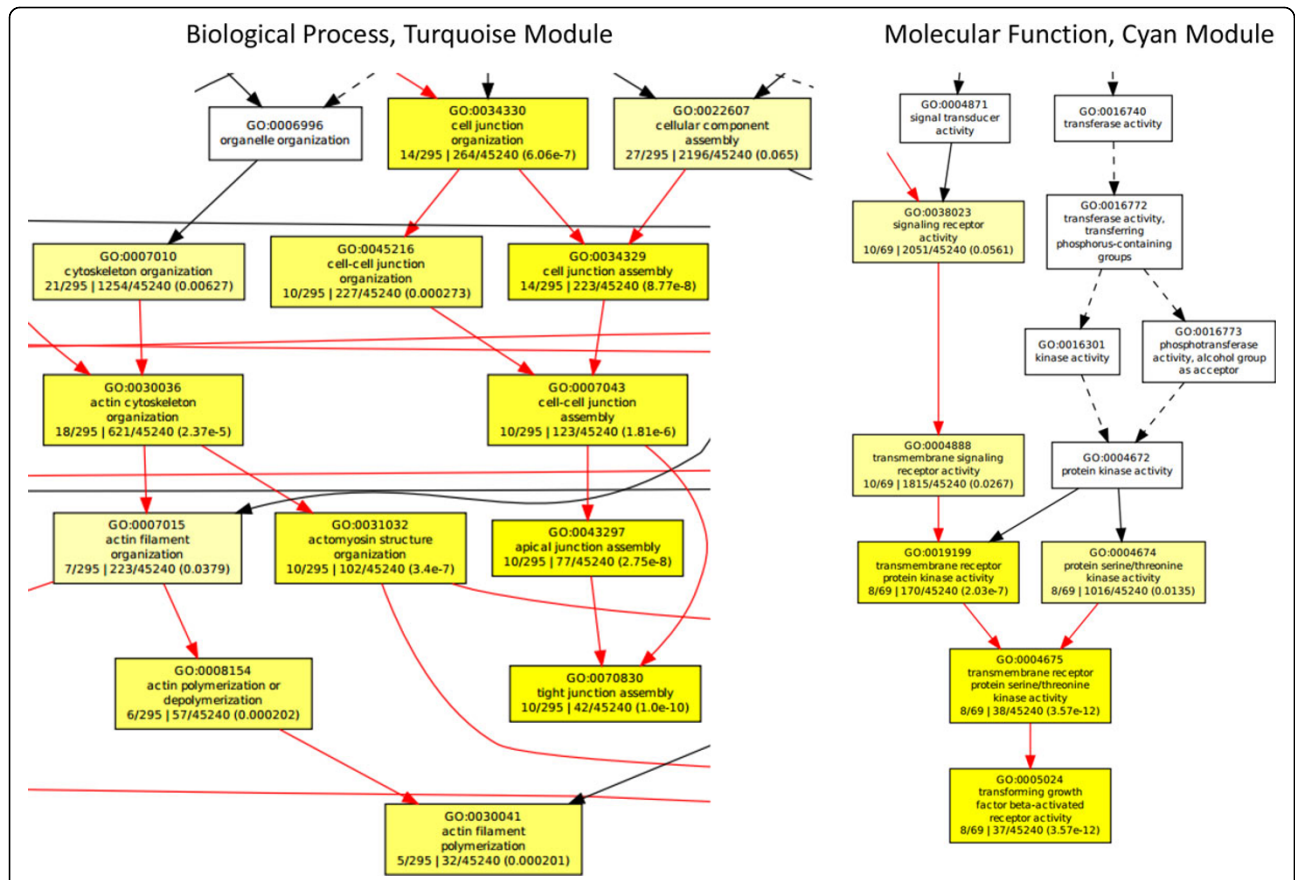 Biological Process, Turquoise Module
GO:0006996
organelle organization
GO:0034330
cell junction
organization
14/295 | 264/45240 (6.06e-7)
GO:0022607
cellular component
assembly
27/295 | 2196/45240 (0.065)
GO:0007010
cytoskeleton organization
21/295 | 1254/45240 (0.00627)
GO:0045216
cell-cell junction
organization
10/295 | 227/45240 (0.000273)
GO:0034329
cell junction assembly
14/295 | 223/45240 (8.77e-8)
GO:0030036
actin cytoskeleton
organization
18/295 | 621/45240 (2.37e-5)
GO:0007043
cell-cell junction
assembly
10/295 | 123/45240 (1.81e-6)
GO:0007015
actin filament
organization
7/295 | 223/45240 (0.0379)
GO:0031032
actomyosin structure
organization
10/295 | 102/45240 (3.4e-7)
GO:0043297
apical junction assembly
10/295 | 77/45240 (2.75e-8)
GO:0008154
actin polymerization or
depolymerization
6/295 | 57/45240 (0.000202)
GO:0070830
tight junction assembly
10/295 | 42/45240 (1.0e-10)
GO:0030041
actin filament
polymerization
5/295 | 32/45240 (0.000201)
Molecular Function, Cyan Module
GO:0004871
signal transducer
activity
GO:0016740
transferase activity
GO:0038023
signaling receptor
activity
10/69 | 2051/45240 (0.0561)
GO:0016772
transferase activity,
transferring
phosphorus-containing
groups
GO:0016301
kinase activity
GO:0016773
phosphotransferase
activity, alcohol group
as acceptor
GO:0004888
transmembrane signaling
receptor activity
10/69 | 1815/45240 (0.0267)
GO:0004672
protein kinase activity
GO:0019199
transmembrane receptor
protein kinase activity
8/69 | 170/45240 (2.03e-7)
GO:0004674
protein serine/threonine
kinase activity
8/69 | 1016/45240 (0.0135)
GO:0004675
transmembrane receptor
protein serine/threonine
kinase activity
8/69 | 38/45240 (3.57e-12)
GO:0005024
transforming growth
factor beta-activated
receptor activity
8/69 | 37/45240 (3.57e-12)